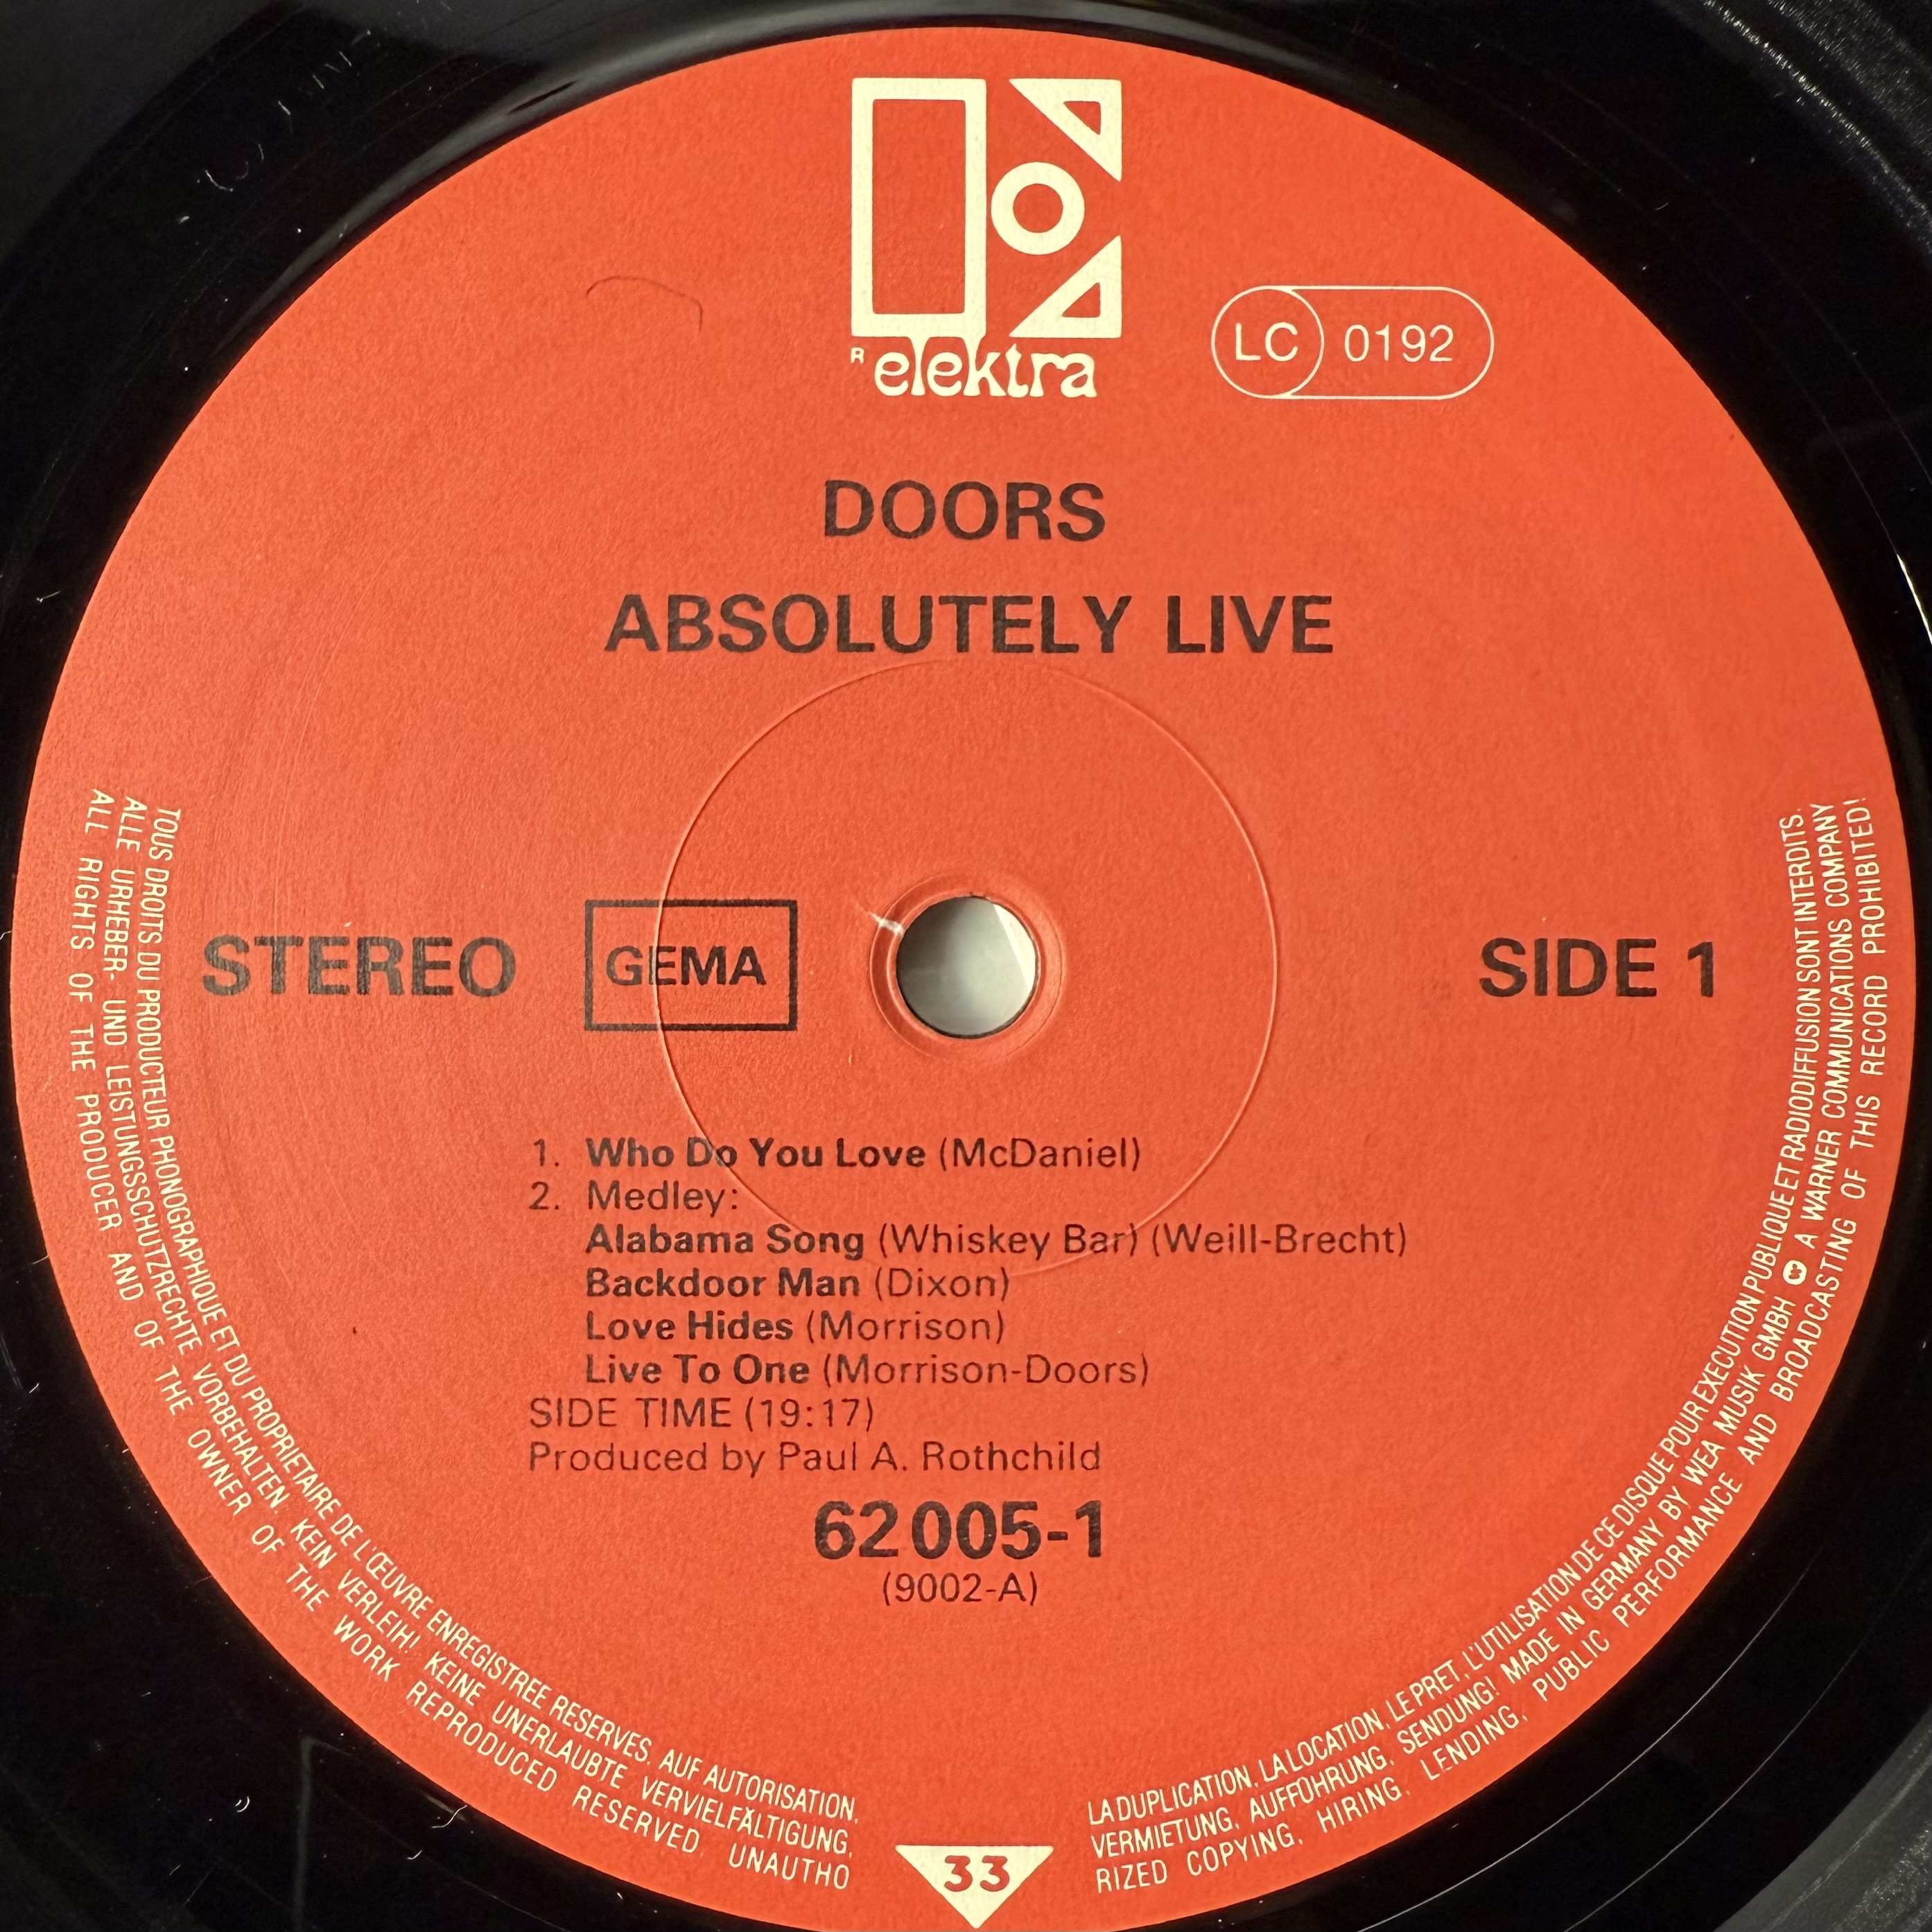 R elektra
LC 0192
DOORS
ABSOLUTELY LIVE
STEREO GEMA SIDE 1
1. Who Do You Love (McDaniel)
2. Medley:
Alabama Song (Whiskey Bar) (Weill-Brecht)
Backdoor Man (Dixon)
Love Hides (Morrison)
Live To One (Morrison-Doors)
SIDE TIME (19:17)
Produced by Paul A. Rothchild
62005-1
(9002-A)
TOUS DROITS DU PRODUCTEUR PHONOGRAPHIQUE ET DU PROPRIETAIRE DE L'ŒUVRE ENREGISTREE RESERVES. AUF AUTORISATION, LA DUPLICATION, LA LOCATION, LE PRET, L'UTILISATION DE CE DISQUE POUR EXECUTION PUBLIQUE ET RADIODIFFUSION SONT INTERDITS.
ALLE URHEBER- UND LEISTUNGSSCHUTZRECHTE VORBEHALTEN. KEIN VERLEIH! KEINE UNERLAUBTE VERVIELFÄLTIGUNG, VERMIETUNG, AUFFÜHRUNG, SENDUNG! MADE IN GERMANY BY WEA MUSIK GMBH A WARNER COMMUNICATIONS COMPANY
ALL RIGHTS OF THE PRODUCER AND OF THE OWNER OF THE WORK REPRODUCED RESERVED. UNAUTHORIZED COPYING, HIRING, LENDING, PUBLIC PERFORMANCE AND BROADCASTING OF THIS RECORD PROHIBITED!
33